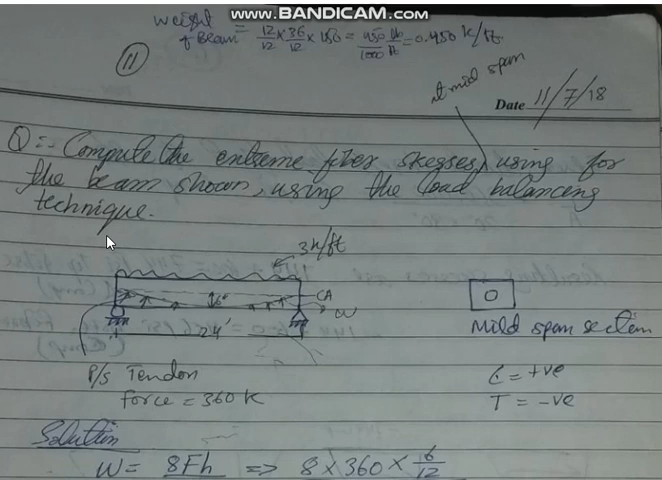 WWW.BANDICAM.COM
weight of Beam = 12/12 x 36/12 x 150 = 450/1000 lb/ft = 0.450 k/ft
11
at mid span
Date 11/7/18
Q:- Compute the extreme fiber stresses, using for
the beam shown, using the load balancing
technique.
3k/ft
6"
CA
W
24'
Mild span section
P/s Tendon
force = 360 K
C = +ve
T = -ve
Solution
W = 8Fh => 8 x 360 x 6/12